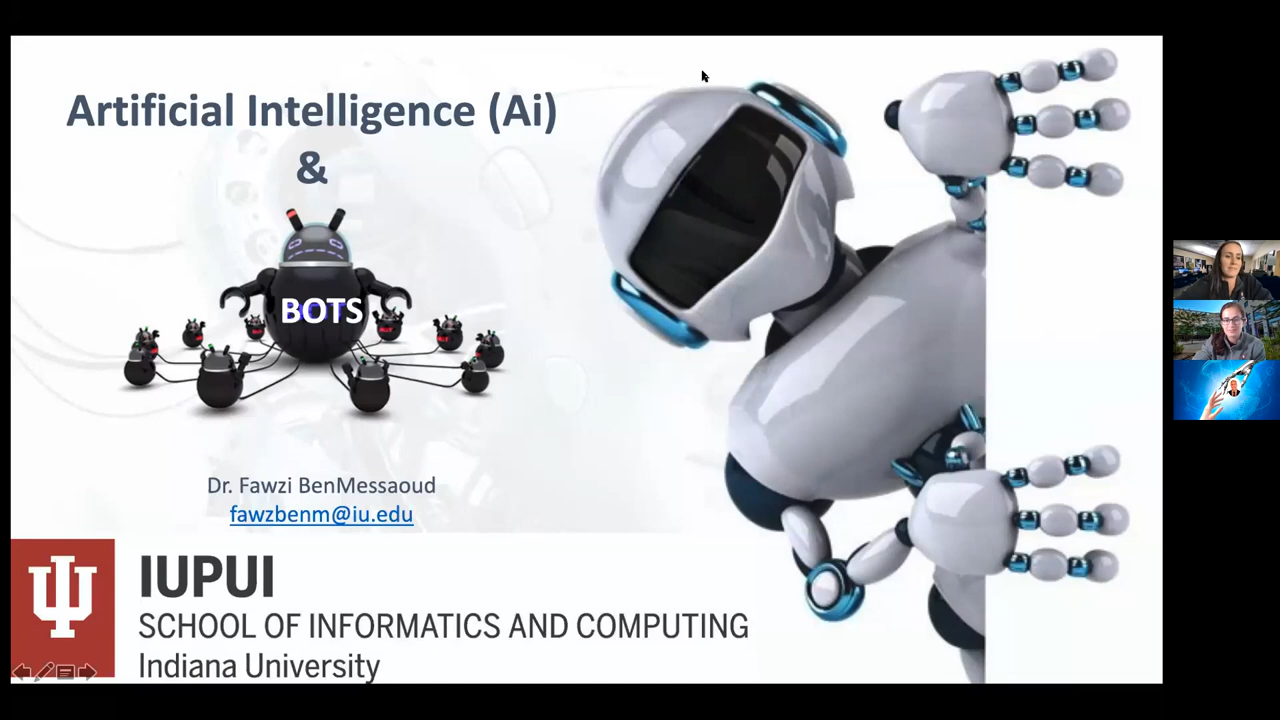 Artificial Intelligence (Ai)
&
BOTS
Dr. Fawzi BenMessaoud
fawzbenm@iu.edu
IUPUI
SCHOOL OF INFORMATICS AND COMPUTING
Indiana University